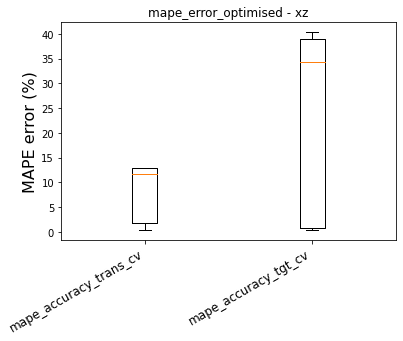 mape_error_optimised - xz
MAPE error (%)
40
35
30
25
20
15
10
5
0
mape_accuracy_trans_cv
mape_accuracy_tgt_cv